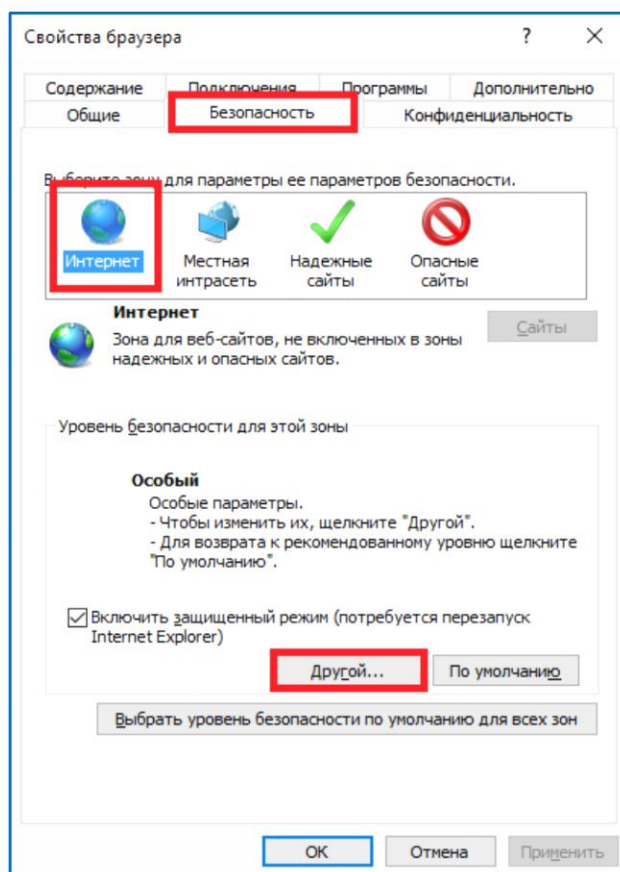 Свойства браузера
?
Содержание Подключения Программы Дополнительно
Общие Безопасность Конфиденциальность
Выберите зону для параметры ее параметров безопасности.
Интернет
Местная
интрасеть
Надежные
сайты
Опасные
сайты
Интернет
Зона для веб-сайтов, не включенных в зоны
надежных и опасных сайтов.
Сайты
Уровень безопасности для этой зоны
Особый
Особые параметры.
- Чтобы изменить их, щелкните "Другой".
- Для возврата к рекомендованному уровню щелкните
"По умолчанию".
Включить защищенный режим (потребуется перезапуск
Internet Explorer)
Другой... По умолчанию
Выбрать уровень безопасности по умолчанию для всех зон
ОК Отмена Применить